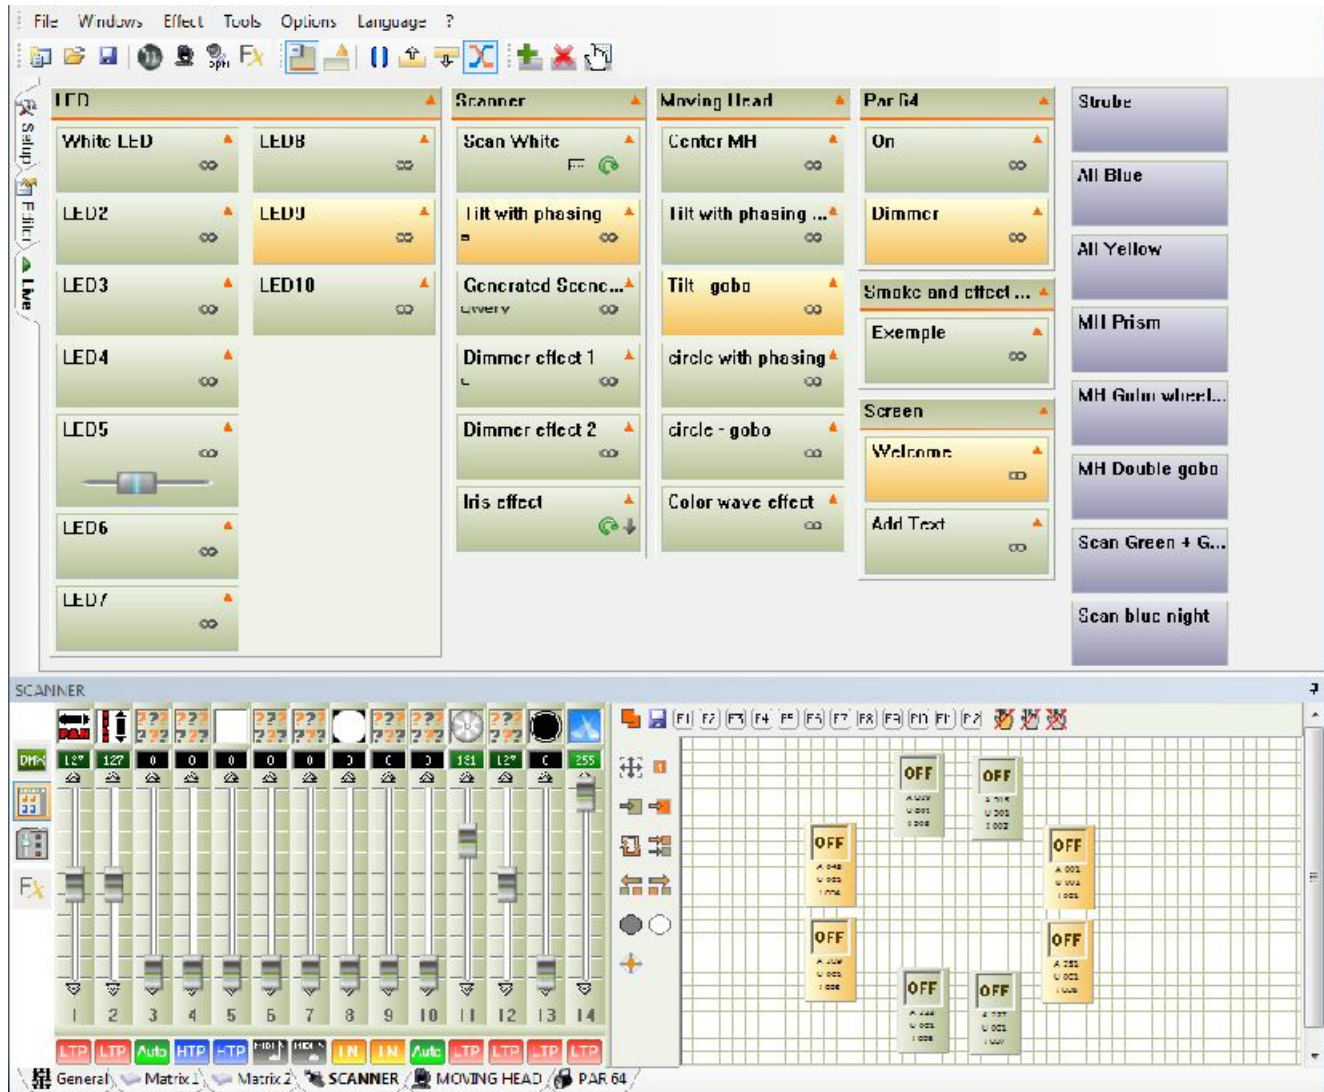 File Windows Effect Tools Options Language ?
Setup
Editor
Live
LED
White LED
LED2
LED3
LED4
LED5
LED6
LED7
LED8
LED9
LED10
Scanner
Scan White
Tilt with phasing
Generated Scene...
Qwerty
Dimmer effect 1
Dimmer effect 2
Iris effect
Moving Head
Center MH
Tilt with phasing ...
Tilt - gobo
circle with phasing
circle - gobo
Color wave effect
Par 64
On
Dimmer
Smoke and effect ...
Exemple
Screen
Welcome
Add Text
Strobe
All Blue
All Yellow
MH Prism
MH Color wheel...
MH Double gobo
Scan Green + G...
Scan blue night
SCANNER
PAN ??? ??? ??? ??? ??? ???
DMX 127 127 0 0 0 0 0 0 0 0 181 127 0 255
Fx
1 2 3 4 5 6 7 8 9 10 11 12 13 14
LTP LTP Auto HTP HTP MIDI MIDI IN IN Auto LTP LTP LTP LTP
F1 F2 F3 F4 F5 F6 F7 F8 F9 F10 F11 F12
OFF
OFF
OFF
OFF
OFF
OFF
OFF
OFF
General Matrix 1 Matrix 2 SCANNER MOVING HEAD PAR 64